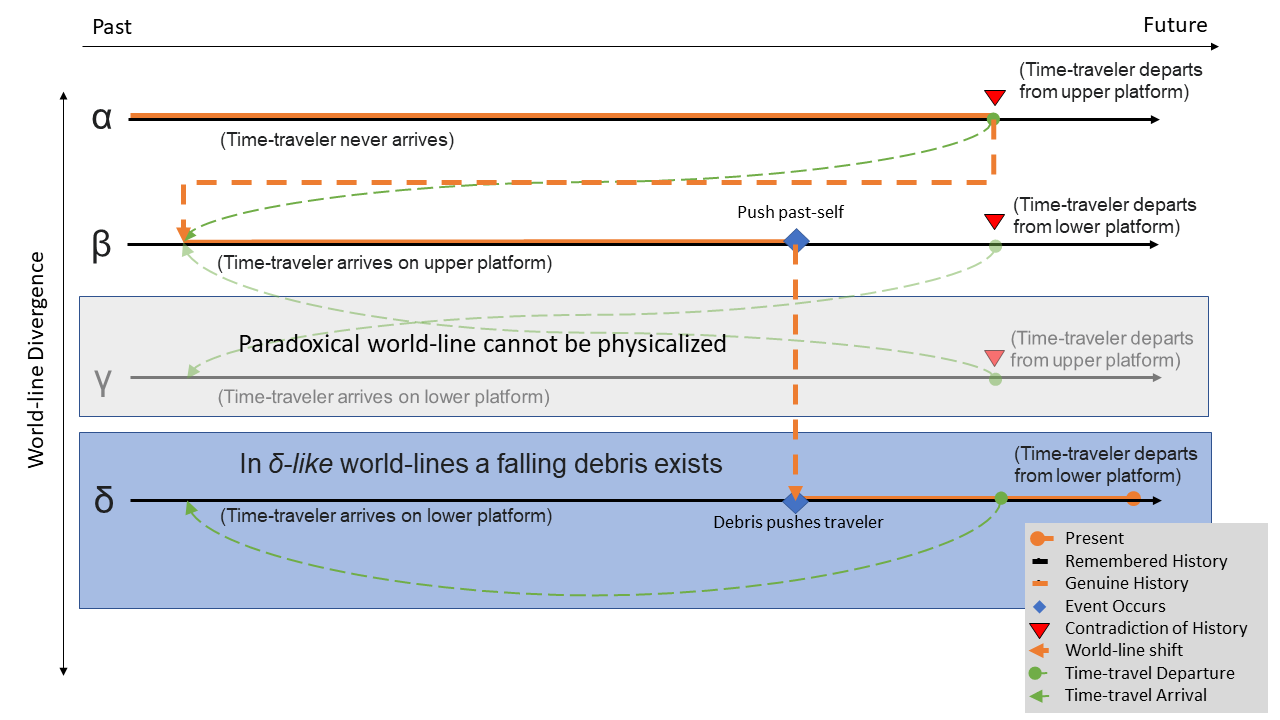 Past
Future
(Time-traveler departs
from upper platform)
α
(Time-traveler never arrives)
Push past-self
(Time-traveler departs
from lower platform)
β
(Time-traveler arrives on upper platform)
World-line Divergence
Paradoxical world-line cannot be physicalized
(Time-traveler departs
from upper platform)
γ
(Time-traveler arrives on lower platform)
In δ-like world-lines a falling debris exists
(Time-traveler departs
from lower platform)
δ
(Time-traveler arrives on lower platform)
Debris pushes traveler
Present
Remembered History
Genuine History
Event Occurs
Contradiction of History
World-line shift
Time-travel Departure
Time-travel Arrival